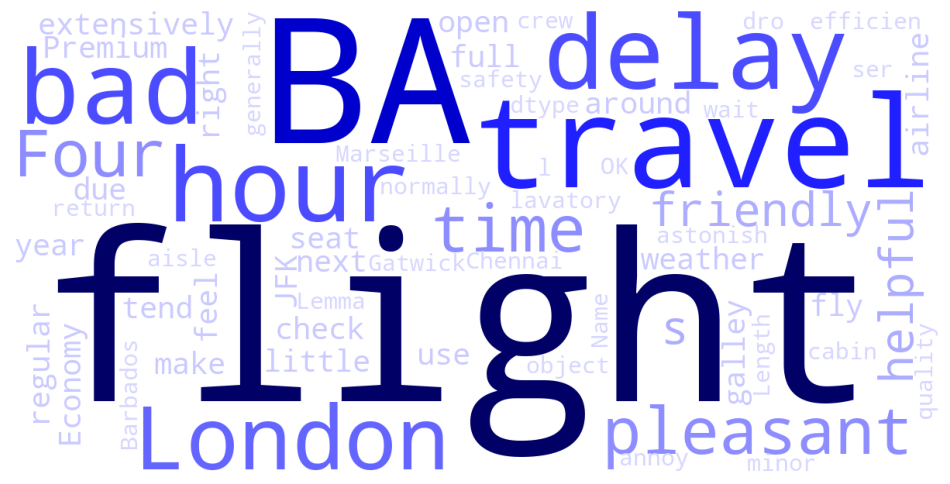 extensively
BA
open
crew
dro
efficien
Premium
bad
right
generally
full
delay
ser
safety
airline
dtype
around
wait
travel
Four
hour
Marseille
l
OK
due
normally
lavatory
return
friendly
helpful
time
year
seat
astonish
aisle
next
Gatwick
Chennai
weather
JFK
flight
feel
tend
Lemma
Name
s
fly
regular
Economy
check
galley
Length
cabin
Barbados
make
little
use
object
quality
London
pleasant
annoy
minor